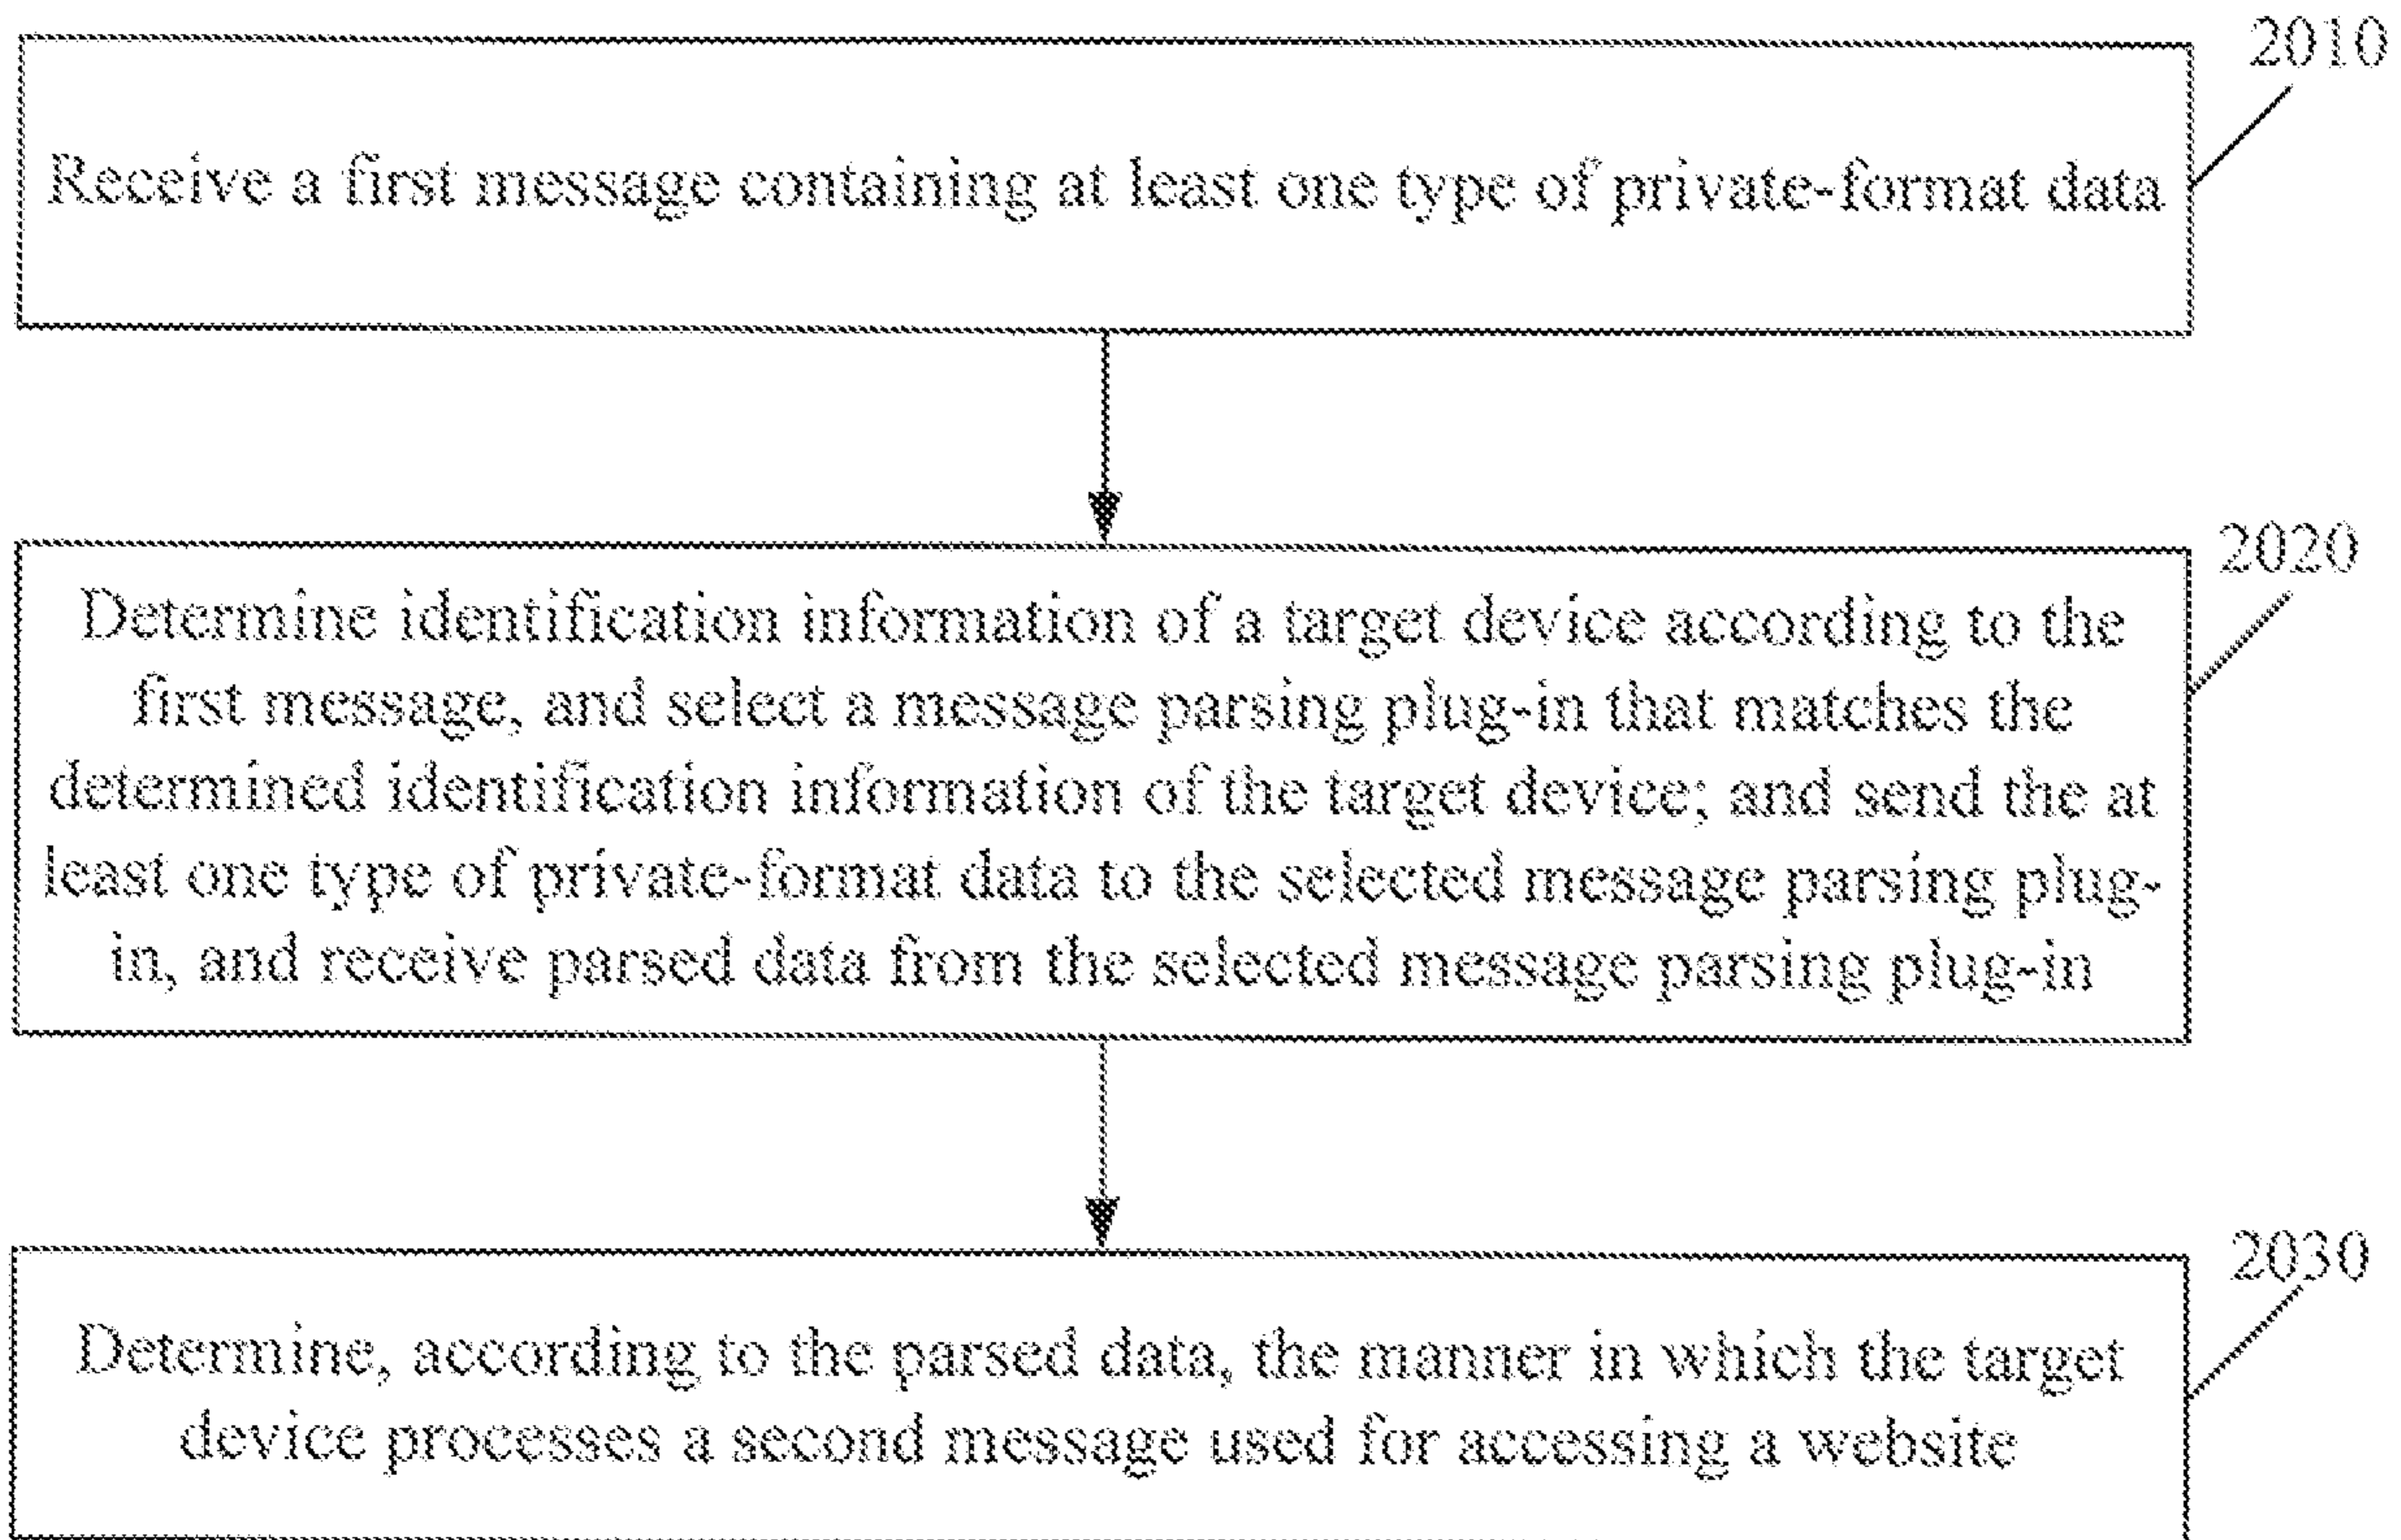 2010
Receive a first message containing at least one type of private-format data
2020
Determine identification information of a target device according to the
first message, and select a message parsing plug-in that matches the
determined identification information of the target device; and send the at
least one type of private-format data to the selected message parsing plug-
in, and receive parsed data from the selected message parsing plug-in
2030
Determine, according to the parsed data, the manner in which the target
device processes a second message used for accessing a website